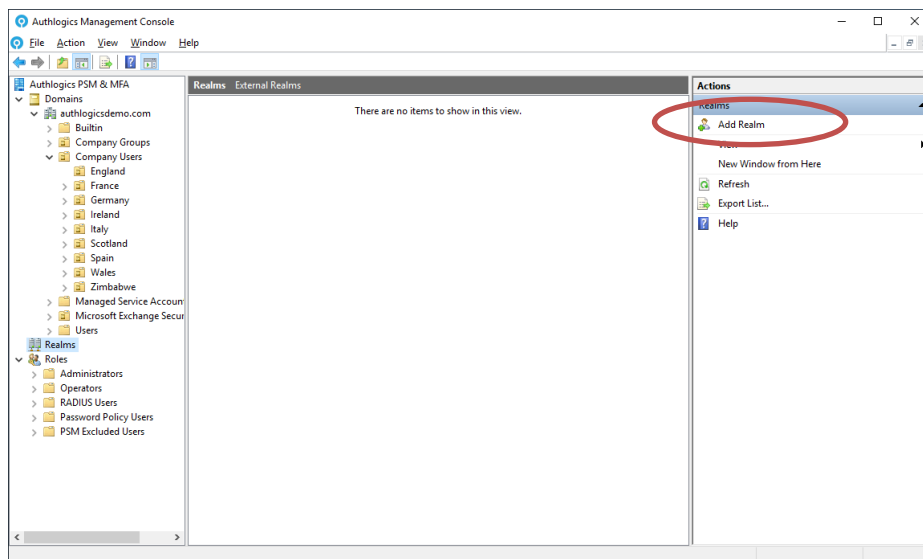 Authlogics Management Console
File Action View Window Help
Authlogics PSM & MFA
Domains
authlogicsdemo.com
Builtin
Company Groups
Company Users
England
France
Germany
Ireland
Italy
Scotland
Spain
Wales
Zimbabwe
Managed Service Accoun
Microsoft Exchange Secur
Users
Realms
Roles
Administrators
Operators
RADIUS Users
Password Policy Users
PSM Excluded Users
Realms External Realms
There are no items to show in this view.
Actions
Realms
Add Realm
View
New Window from Here
Refresh
Export List...
Help